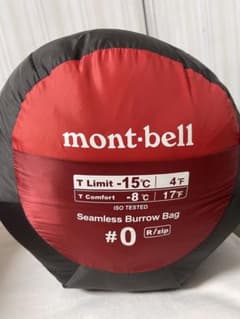 mont-bell
T Limit -15℃ 4℉
T Comfort -8℃ 17℉
ISO TESTED
Seamless Burrow Bag
#0 R/zip